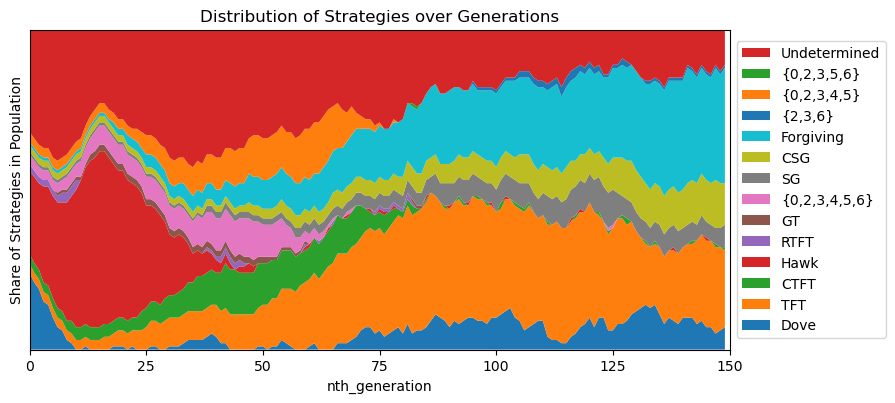 Distribution of Strategies over Generations
Share of Strategies in Population
0 25 50 75 100 125 150
nth_generation
Undetermined
{0,2,3,5,6}
{0,2,3,4,5}
{2,3,6}
Forgiving
CSG
SG
{0,2,3,4,5,6}
GT
RTFT
Hawk
CTFT
TFT
Dove